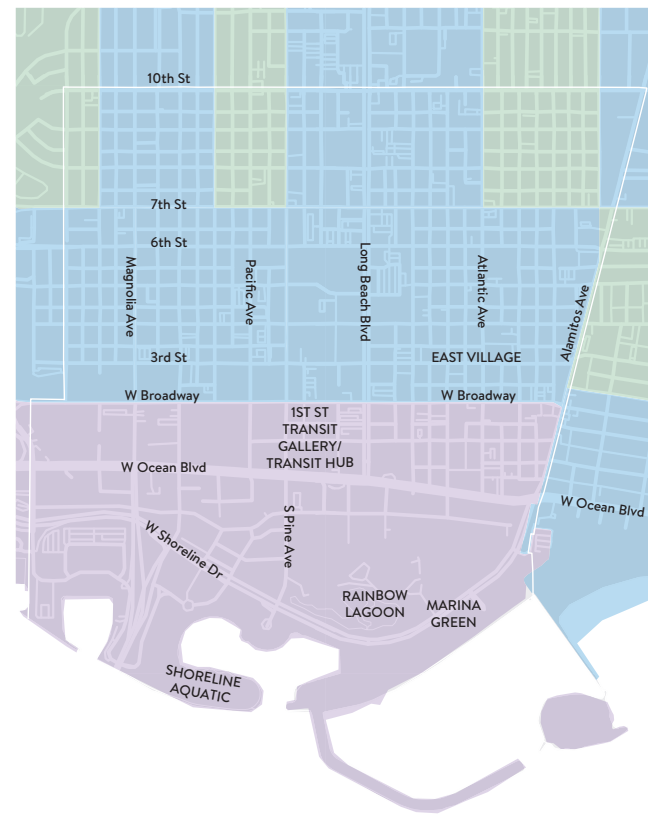 10th St
7th St
6th St
Magnolia Ave
Pacific Ave
Long Beach Blvd
Atlantic Ave
Alamitos Ave
3rd St
EAST VILLAGE
W Broadway
W Broadway
1ST ST
TRANSIT
GALLERY/
TRANSIT HUB
W Ocean Blvd
W Ocean Blvd
S Pine Ave
W Shoreline Dr
RAINBOW
LAGOON
MARINA
GREEN
SHORELINE
AQUATIC